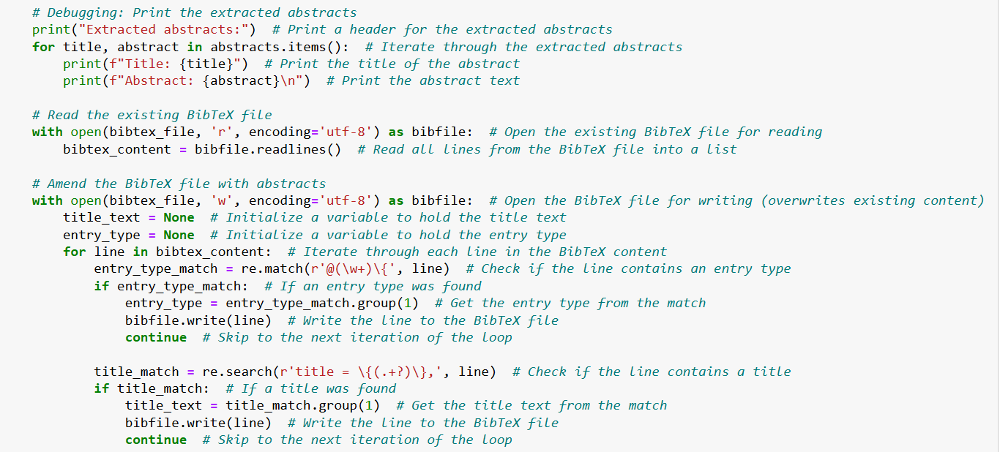 # Debugging: Print the extracted abstracts
print("Extracted abstracts:")  # Print a header for the extracted abstracts
for title, abstract in abstracts.items():  # Iterate through the extracted abstracts
    print(f"Title: {title}")  # Print the title of the abstract
    print(f"Abstract: {abstract}\n")  # Print the abstract text

# Read the existing BibTeX file
with open(bibtex_file, 'r', encoding='utf-8') as bibfile:  # Open the existing BibTeX file for reading
    bibtex_content = bibfile.readlines()  # Read all lines from the BibTeX file into a list

# Amend the BibTeX file with abstracts
with open(bibtex_file, 'w', encoding='utf-8') as bibfile:  # Open the BibTeX file for writing (overwrites existing content)
    title_text = None  # Initialize a variable to hold the title text
    entry_type = None  # Initialize a variable to hold the entry type
    for line in bibtex_content:  # Iterate through each line in the BibTeX content
        entry_type_match = re.match(r'@(\w+)\{', line)  # Check if the line contains an entry type
        if entry_type_match:  # If an entry type was found
            entry_type = entry_type_match.group(1)  # Get the entry type from the match
            bibfile.write(line)  # Write the line to the BibTeX file
            continue  # Skip to the next iteration of the loop

        title_match = re.search(r'title = \{(.+?)\},', line)  # Check if the line contains a title
        if title_match:  # If a title was found
            title_text = title_match.group(1)  # Get the title text from the match
            bibfile.write(line)  # Write the line to the BibTeX file
            continue  # Skip to the next iteration of the loop